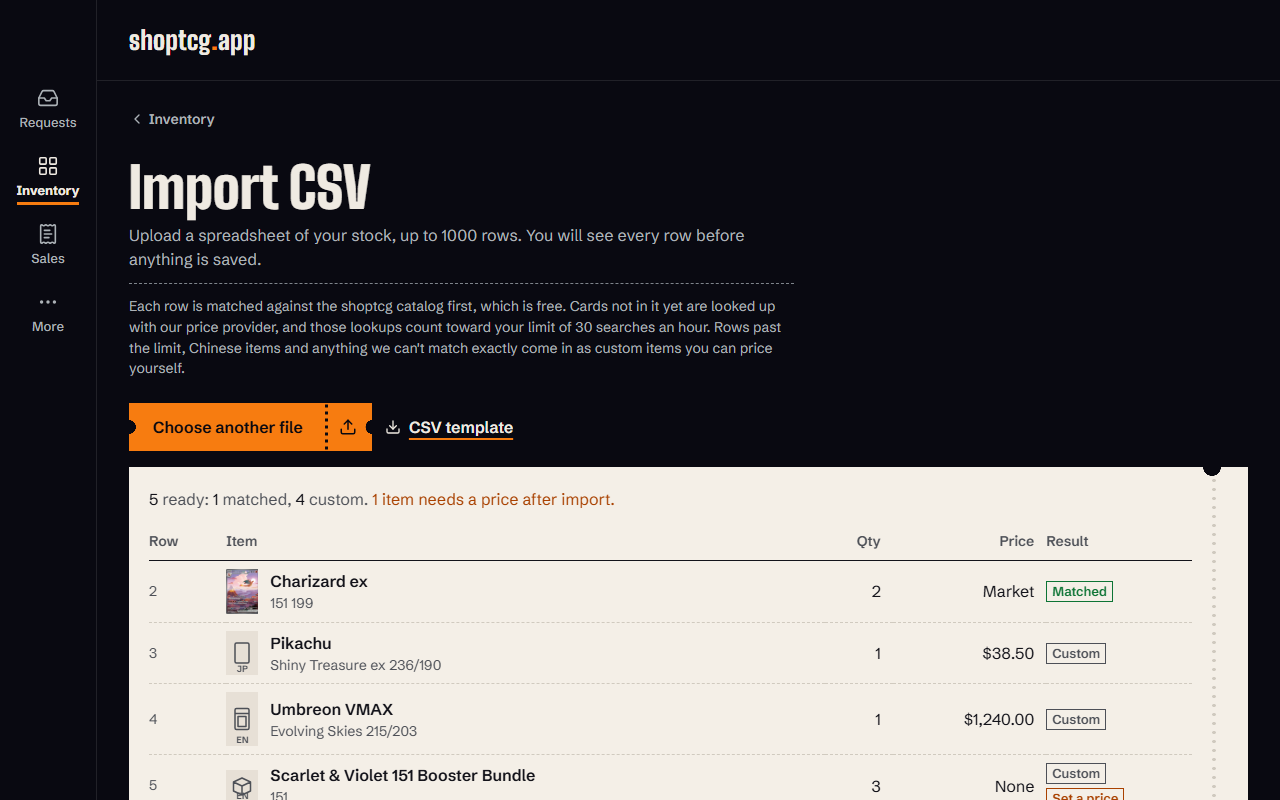 shoptcg.app
Requests
Inventory
Sales
More
Inventory
Import CSV
Upload a spreadsheet of your stock, up to 1000 rows. You will see every row before
anything is saved.
Each row is matched against the shoptcg catalog first, which is free. Cards not in it yet are looked up
with our price provider, and those lookups count toward your limit of 30 searches an hour. Rows past
the limit, Chinese items and anything we can't match exactly come in as custom items you can price
yourself.
Choose another file
CSV template
5 ready: 1 matched, 4 custom. 1 item needs a price after import.
Row Item Qty Price Result
2 Charizard ex 2 Market Matched
151 199
3 Pikachu 1 $38.50 Custom
JP Shiny Treasure ex 236/190
4 Umbreon VMAX 1 $1,240.00 Custom
EN Evolving Skies 215/203
5 Scarlet & Violet 151 Booster Bundle 3 None Custom
EN 151 Set a price